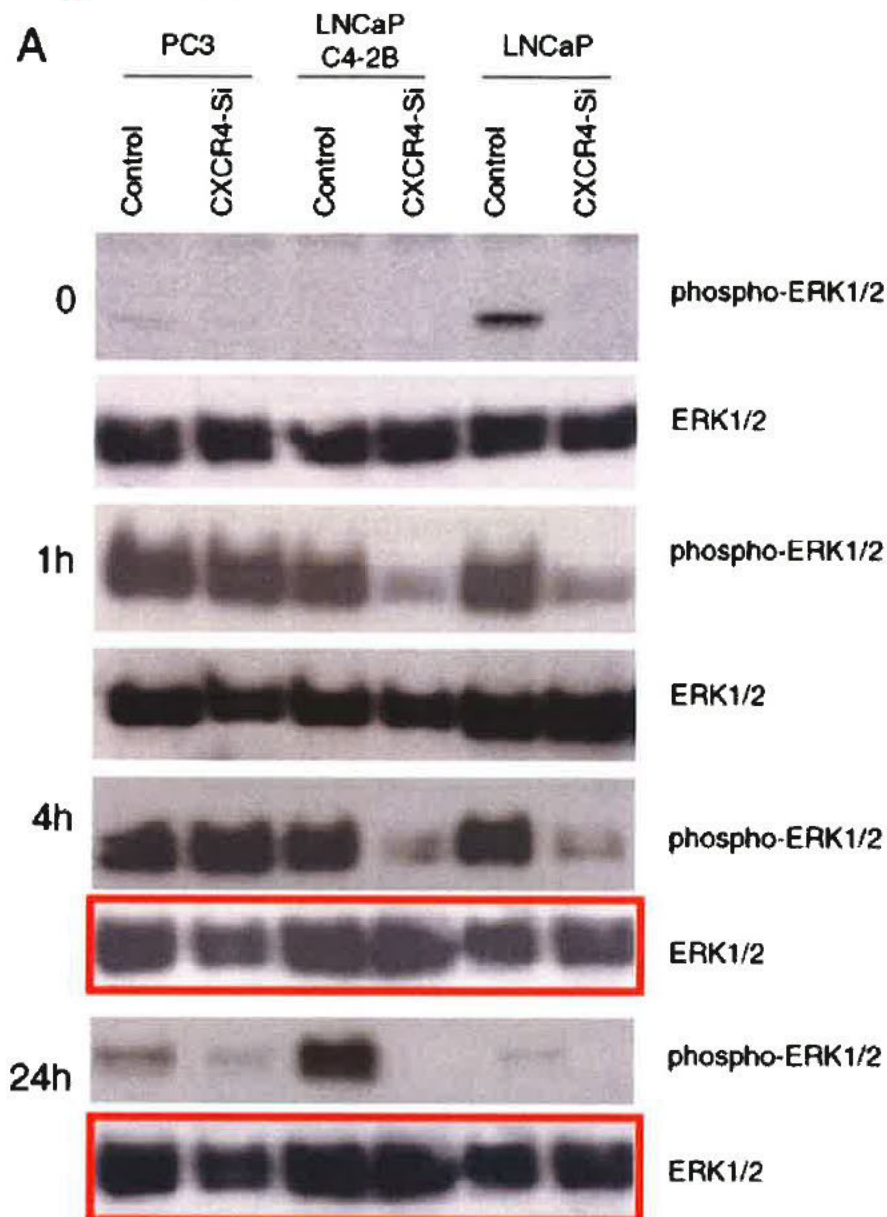 A
PC3
LNCaP
C4-2B
LNCaP
Control
CXCR4-Si
Control
CXCR4-Si
Control
CXCR4-Si
0
phospho-ERK1/2
ERK1/2
1h
phospho-ERK1/2
ERK1/2
4h
phospho-ERK1/2
ERK1/2
24h
phospho-ERK1/2
ERK1/2